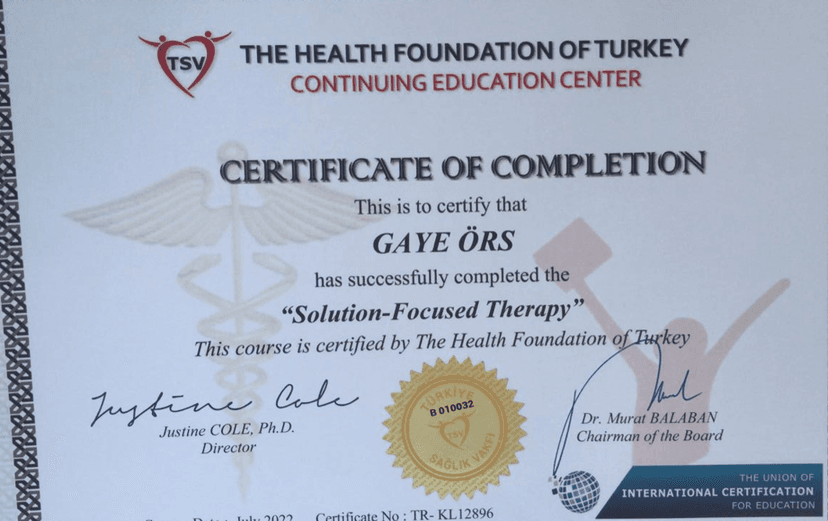 TSV
THE HEALTH FOUNDATION OF TURKEY
CONTINUING EDUCATION CENTER
CERTIFICATE OF COMPLETION
This is to certify that
GAYE ÖRS
has successfully completed the
“Solution-Focused Therapy”
This course is certified by The Health Foundation of Turkey
Justine Cole
Justine COLE, Ph.D.
Director
TÜRKİYE
B 010032
TSV
SAĞLIK VAKFI
Dr. Murat BALABAN
Chairman of the Board
THE UNION OF
INTERNATIONAL CERTIFICATION
FOR EDUCATION
Date : July 2022
Certificate No : TR- KL12896